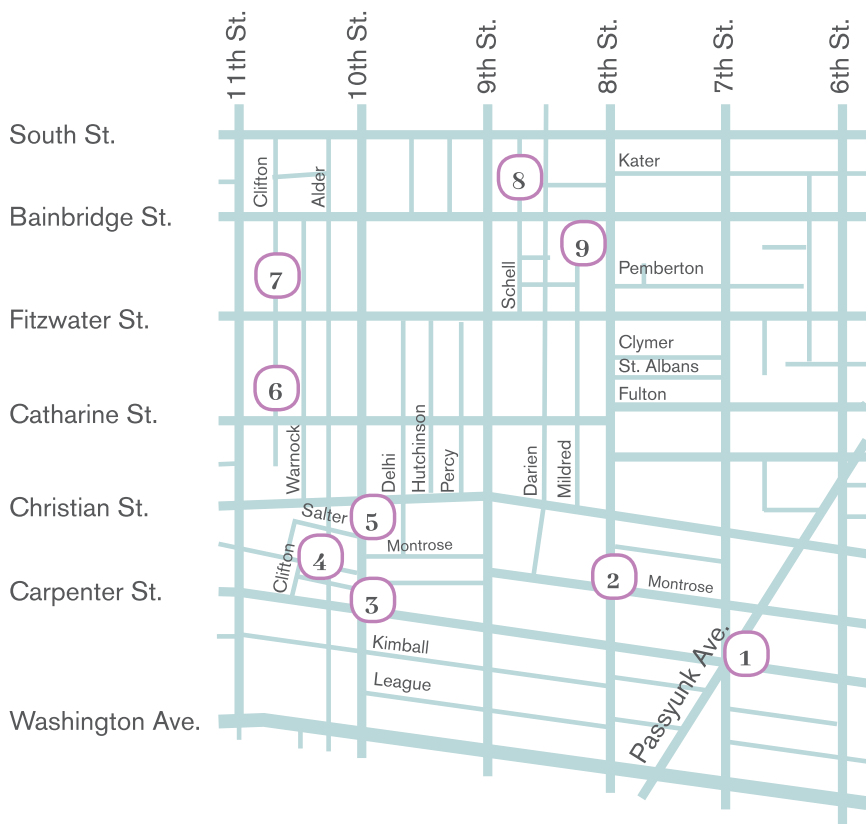 11th St.
10th St.
9th St.
8th St.
7th St.
6th St.
South St.
Clifton
Alder
8
Kater
Bainbridge St.
9
7
Schell
Pemberton
Fitzwater St.
Clymer
St. Albans
6
Fulton
Catharine St.
Warnock
Delhi
Hutchinson
Percy
Darien
Mildred
Christian St.
Salter
5
Montrose
Clifton
4
2
Montrose
Carpenter St.
3
Kimball
1
League
Passyunk Ave.
Washington Ave.